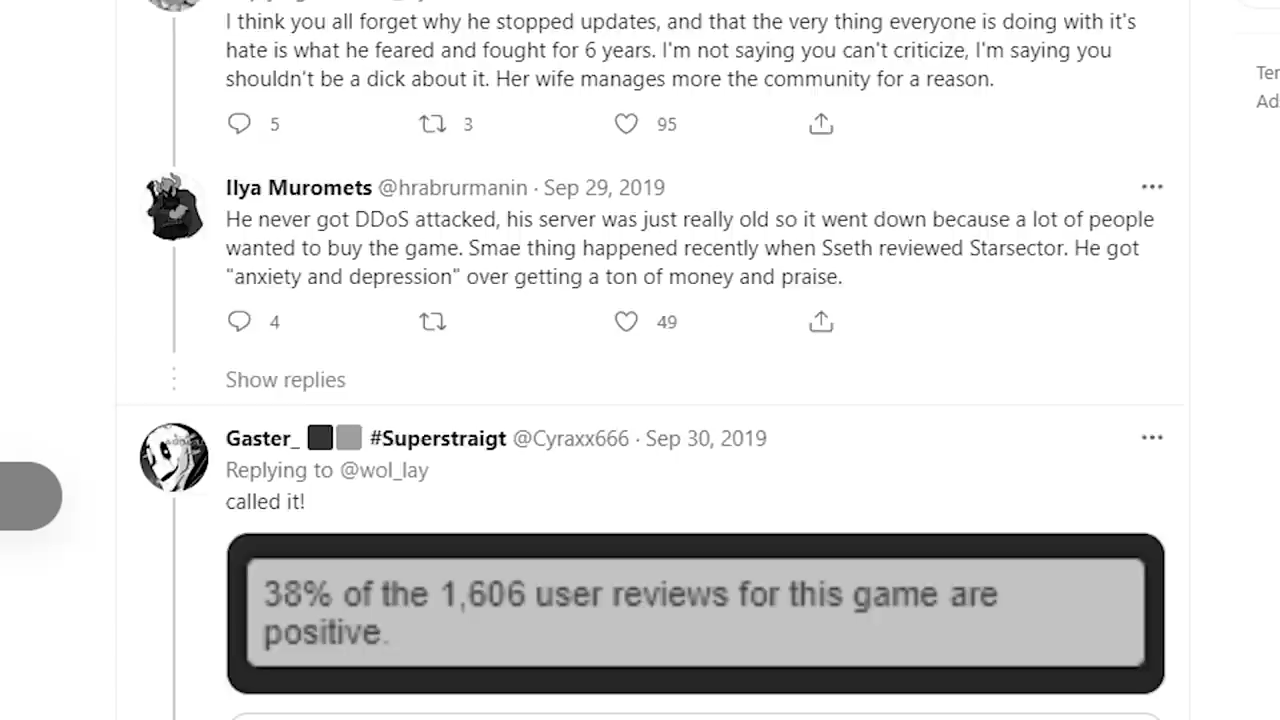 I think you all forget why he stopped updates, and that the very thing everyone is doing with it's
hate is what he feared and fought for 6 years. I'm not saying you can't criticize, I'm saying you
shouldn't be a dick about it. Her wife manages more the community for a reason.
5 3 95
Ilya Muromets @hrabrurmanin · Sep 29, 2019
He never got DDoS attacked, his server was just really old so it went down because a lot of people
wanted to buy the game. Smae thing happened recently when Sseth reviewed Starsector. He got
"anxiety and depression" over getting a ton of money and praise.
4 49
Show replies
Gaster_ #Superstraigt @Cyraxx666 · Sep 30, 2019
Replying to @wol_lay
called it!
38% of the 1,606 user reviews for this game are
positive.
Ter
Ad